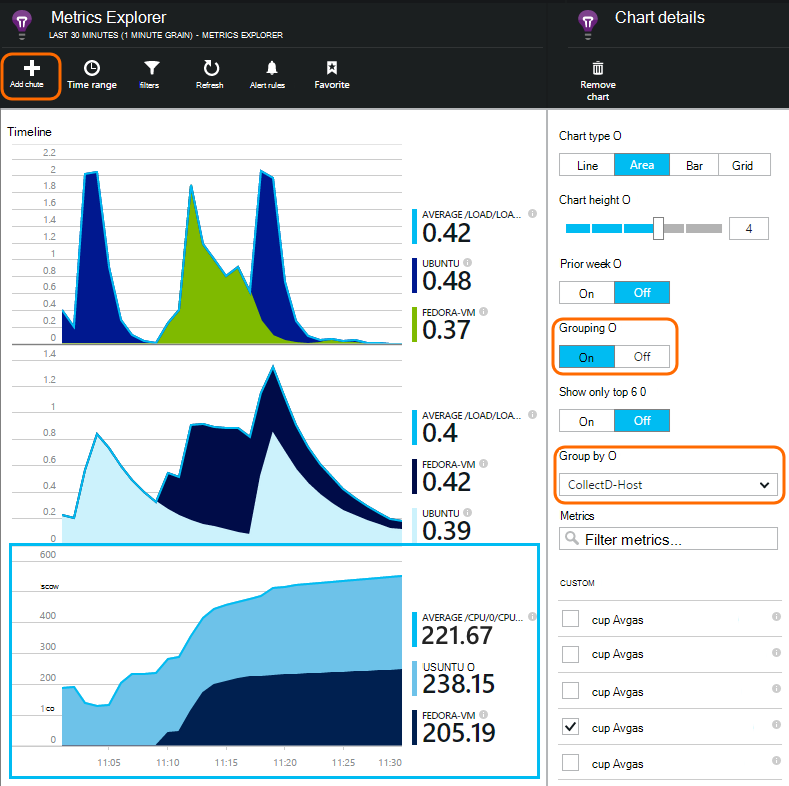 Metrics Explorer
LAST 30 MINUTES (1 MINUTE GRAIN) - METRICS EXPLORER
Add chute
Time range
filters
Refresh
Alert rules
Favorite
Chart details
Remove
chart
Timeline
2.2
2
1.8
1.6
1.4
1.2
1
0.8
0.6
0.4
0.2
0
AVERAGE /LOAD/LOA...
0.42
UBUNTU
0.48
FEDORA-VM
0.37
1.4
1.2
1
0.8
0.6
0.4
0.2
0
AVERAGE /LOAD/LOA...
0.4
FEDORA-VM
0.42
UBUNTU
0.39
600
scow
400
300
200
1co
0
11:05
11:10
11:15
11:20
11:25
11:30
AVERAGE /CPU/0/CPU...
221.67
USUNTU O
238.15
FEDORA-VM
205.19
Chart type O
Line
Area
Bar
Grid
Chart height O
4
Prior week O
On
Off
Grouping O
On
Off
Show only top 6 0
On
Off
Group by O
CollectD-Host
Metrics
Filter metrics...
CUSTOM
cup Avgas
cup Avgas
cup Avgas
cup Avgas
cup Avgas